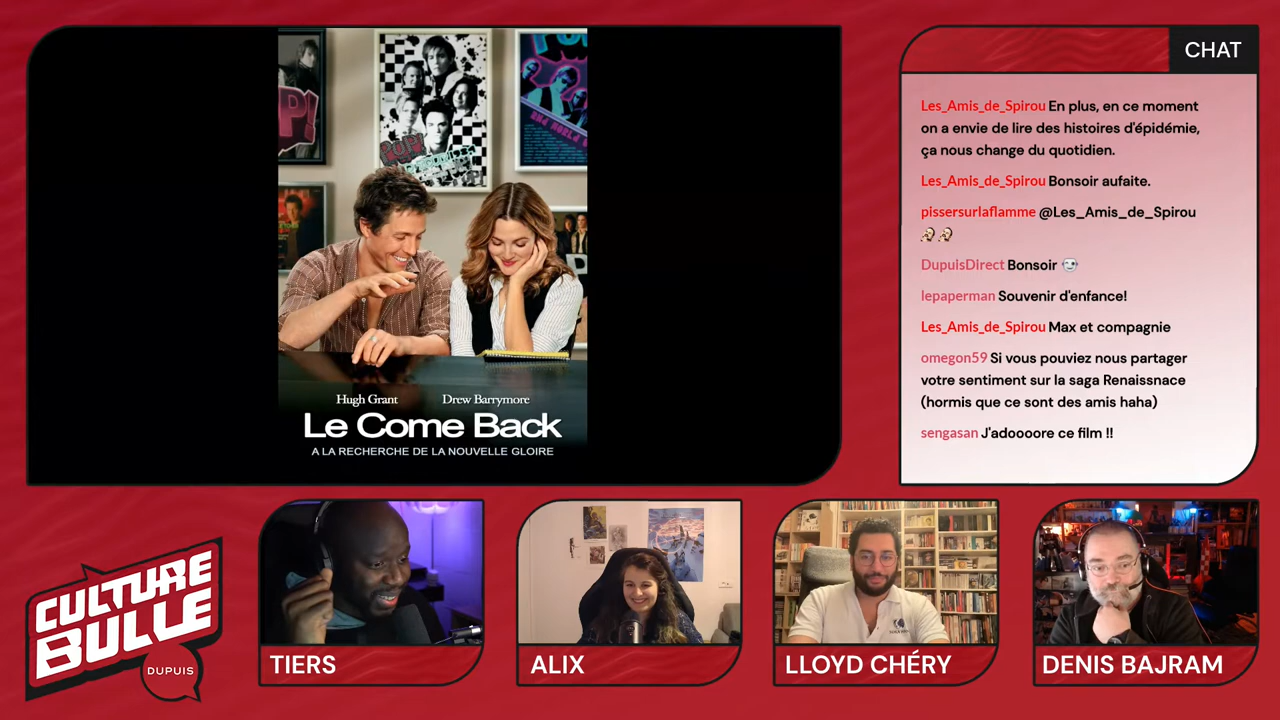 POP!
Hugh Grant Drew Barrymore
Le Come Back
A LA RECHERCHE DE LA NOUVELLE GLOIRE
CHAT
Les_Amis_de_Spirou En plus, en ce moment
on a envie de lire des histoires d'épidémie,
ça nous change du quotidien.
Les_Amis_de_Spirou Bonsoir aufaite.
pissersurlaflamme @Les_Amis_de_Spirou
DupuisDirect Bonsoir
lepaperman Souvenir d'enfance!
Les_Amis_de_Spirou Max et compagnie
omegon59 Si vous pouviez nous partager
votre sentiment sur la saga Renaissnace
(hormis que ce sont des amis haha)
sengasan J'adoooore ce film !!
CULTURE
BULLE
DUPUIS
TIERS
ALIX
LLOYD CHÉRY
DENIS BAJRAM